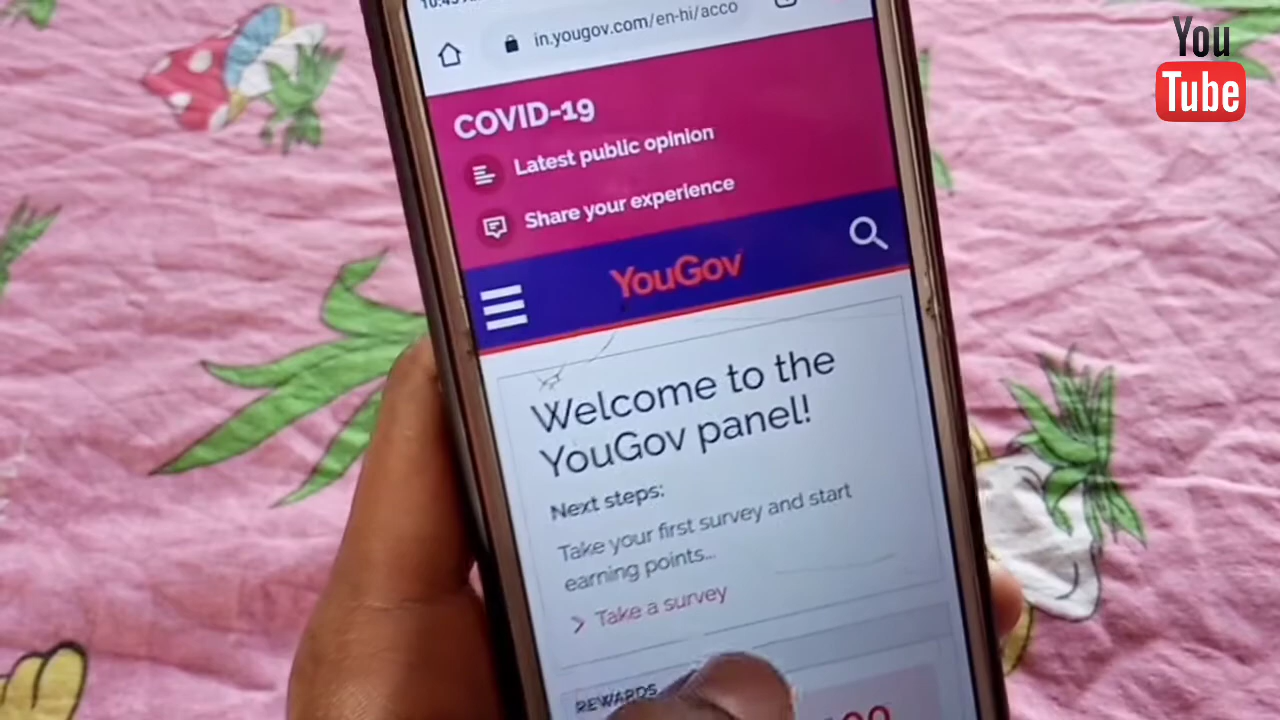 You
Tube
in.yougov.com/en-hi/acco
COVID-19
Latest public opinion
Share your experience
YouGov
Welcome to the
YouGov panel!
Next steps:
Take your first survey and start
earning points...
Take a survey
REWARDS